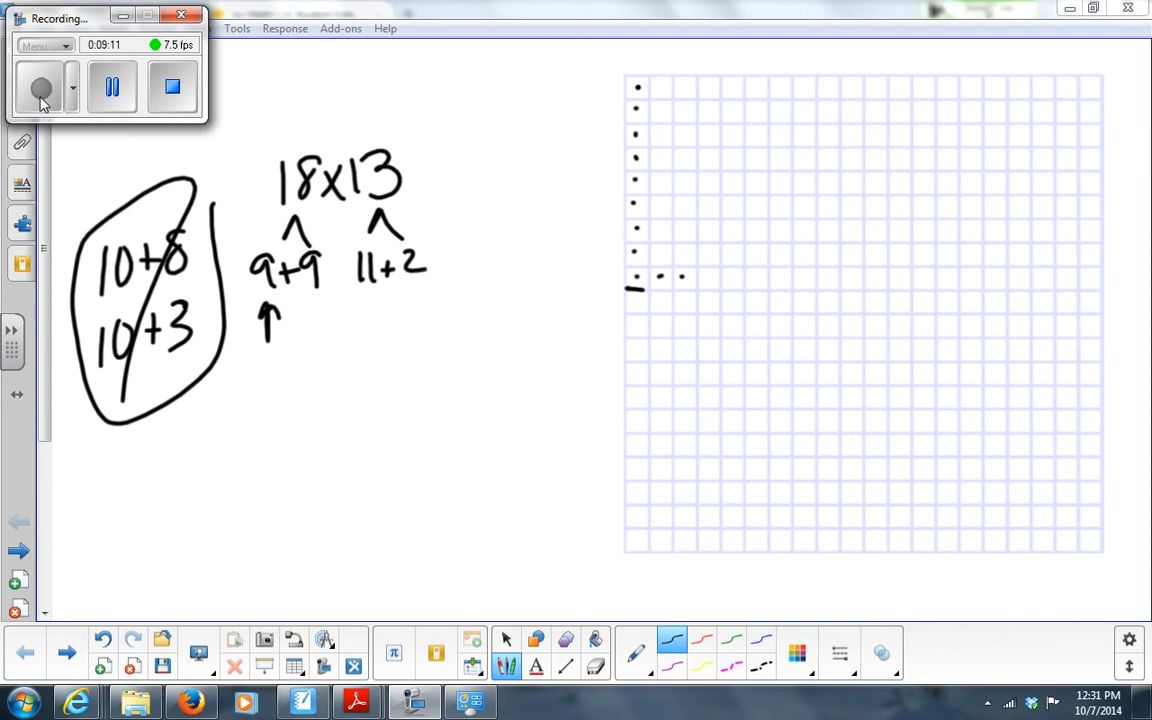 Recording...
Menu
0:09:11
7.5 fps
Tools
Response
Add-ons
Help
18x13
10+8
10+3
9+9
11+2
12:31 PM
10/7/2014